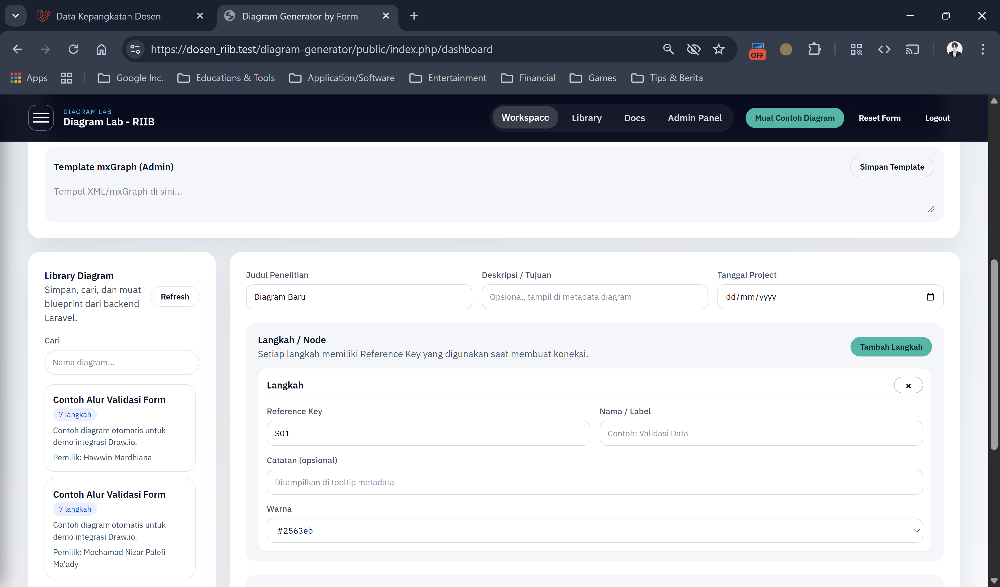 Data Kepangkatan Dosen
Diagram Generator by Form
https://dosen_riib.test/diagram-generator/public/index.php/dashboard
OFF
Apps
Google Inc.
Educations & Tools
Application/Software
Entertainment
Financial
Games
Tips & Berita
DIAGRAM LAB
Diagram Lab - RIIB
Workspace
Library
Docs
Admin Panel
Muat Contoh Diagram
Reset Form
Logout
Template mxGraph (Admin)
Simpan Template
Tempel XML/mxGraph di sini...
Library Diagram
Simpan, cari, dan muat
blueprint dari backend
Laravel.
Refresh
Cari
Nama diagram...
Contoh Alur Validasi Form
7 langkah
Contoh diagram otomatis untuk
demo integrasi Draw.io.
Pemilik: Hawwin Mardhiana
Contoh Alur Validasi Form
7 langkah
Contoh diagram otomatis untuk
demo integrasi Draw.io.
Pemilik: Mochamad Nizar Palefi
Ma'ady
Judul Penelitian
Diagram Baru
Deskripsi / Tujuan
Opsional, tampil di metadata diagram
Tanggal Project
dd/mm/yyyy
Langkah / Node
Setiap langkah memiliki Reference Key yang digunakan saat membuat koneksi.
Tambah Langkah
Langkah
×
Reference Key
S01
Nama / Label
Contoh: Validasi Data
Catatan (opsional)
Ditampilkan di tooltip metadata
Warna
#2563eb